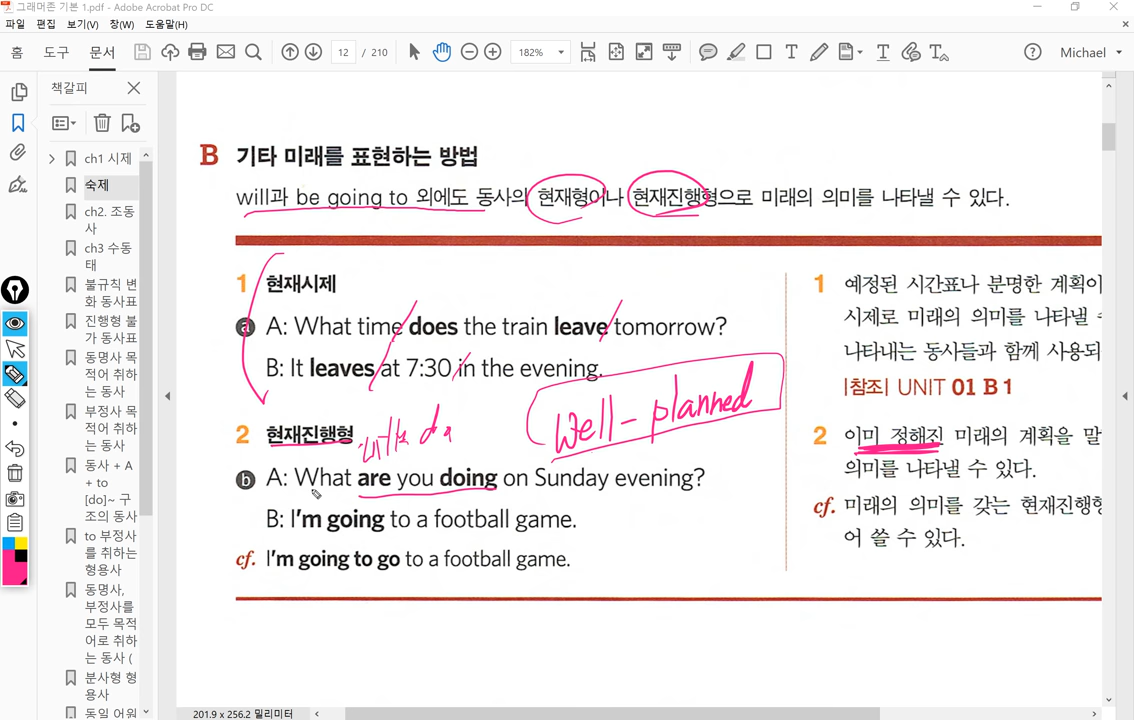 그래머존 기본 1.pdf - Adobe Acrobat Pro DC
파일 편집 보기(V) 창(W) 도움말(H)
홈 도구 문서 12 / 210 182% Michael
책갈피
ch1 시제
숙제
ch2. 조동
사
ch3 수동
태
불규칙 변
화 동사표
진행형 불
가 동사표
동명사 목
적어 취하
는 동사
부정사 목
적어 취하
는 동사
동사 + A
+ to
[do]~ 구
조의 동사
to 부정사
를 취하는
형용사
동명사,
부정사를
모두 목적
어로 취하
는 동사 (
분사형 형
용사
동일 어원
B 기타 미래를 표현하는 방법
will과 be going to 외에도 동사의 현재형이나 현재진행형으로 미래의 의미를 나타낼 수 있다.
1 현재시제
a A: What time does the train leave tomorrow?
B: It leaves at 7:30 in the evening.
Well-planned
2 현재진행형
b A: What are you doing on Sunday evening?
B: I'm going to a football game.
cf. I'm going to go to a football game.
1 예정된 시간표나 분명한 계획이
시제로 미래의 의미를 나타낼
나타내는 동사들과 함께 사용되
|참조| UNIT 01 B 1
2 이미 정해진 미래의 계획을 말
의미를 나타낼 수 있다.
cf. 미래의 의미를 갖는 현재진행형
어 쓸 수 있다.
201.9 x 256.2 밀리미터